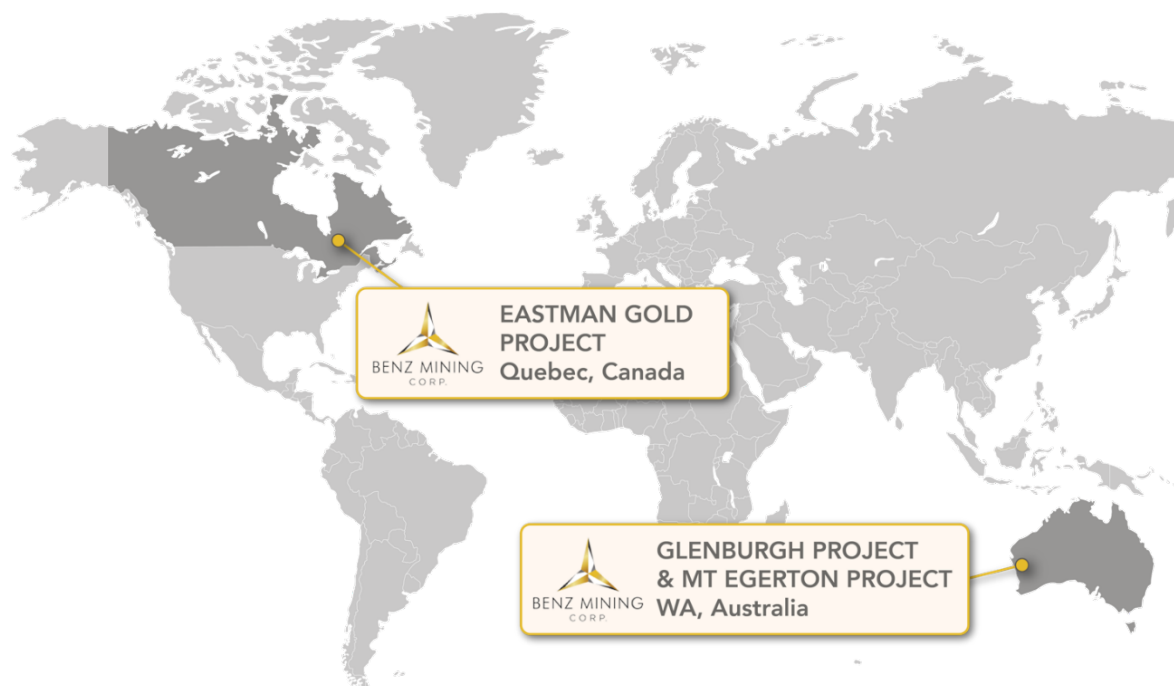 EASTMAN GOLD
PROJECT
Quebec, Canada
BENZ MINING
CORP.
GLENBURGH PROJECT
& MT EGERTON PROJECT
WA, Australia
BENZ MINING
CORP.